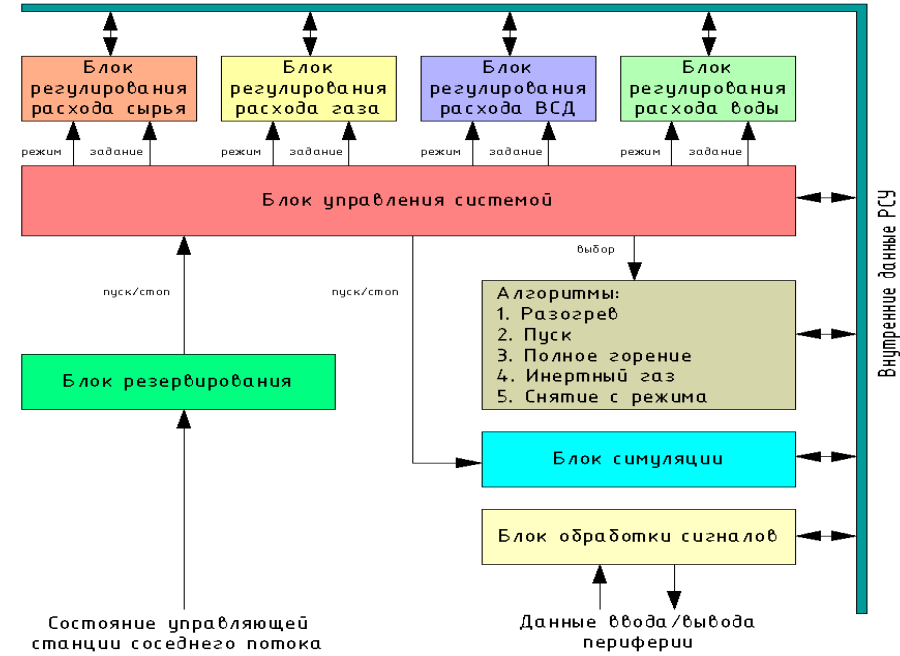 Блок
регулирования
расхода сырья
Блок
регулирования
расхода газа
Блок
регулирования
расхода ВСД
Блок
регулирования
расхода воды
режим
задание
режим
задание
режим
задание
режим
задание
Блок управления системой
Внутренние данные РСУ
выбор
пуск/стоп
пуск/стоп
Алгоритмы:
1. Разогрев
2. Пуск
3. Полное горение
4. Инертный газ
5. Снятие с режима
Блок резервирования
Блок симуляции
Блок обработки сигналов
Состояние управляющей
станции соседнего потока
Данные ввода/вывода
периферии